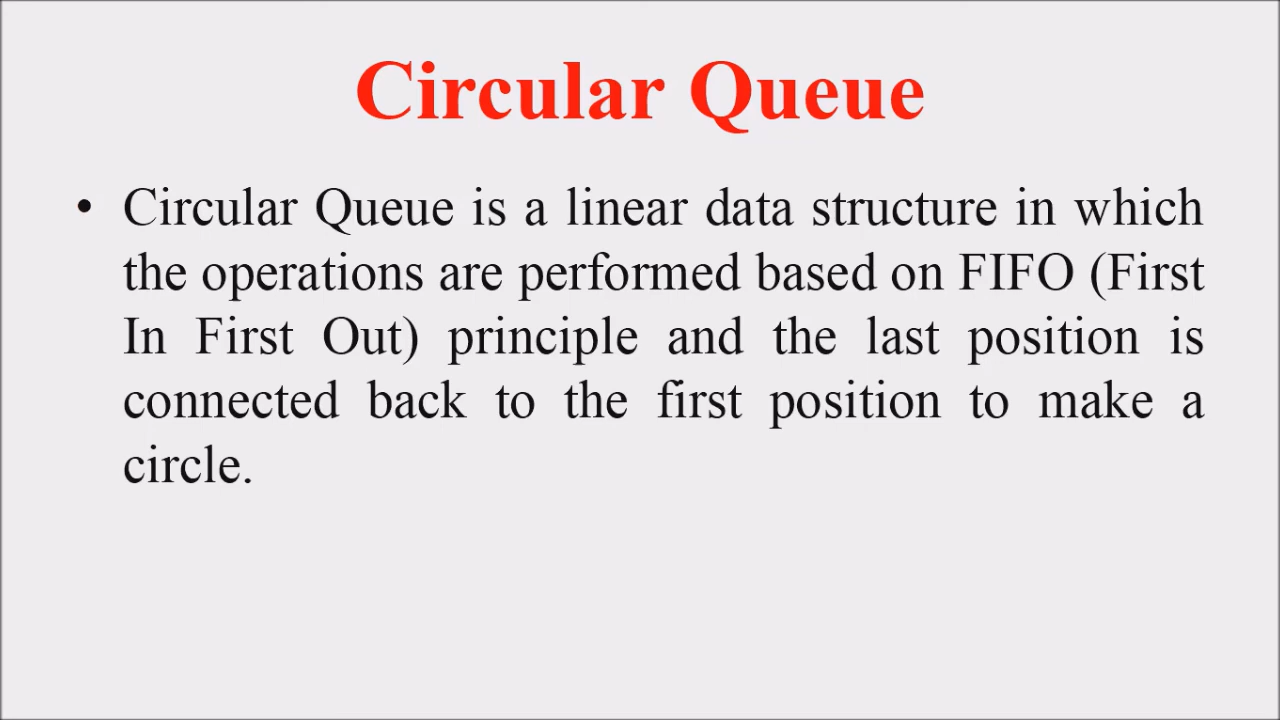 Circular Queue
• Circular Queue is a linear data structure in which
the operations are performed based on FIFO (First
In First Out) principle and the last position is
connected back to the first position to make a
circle.